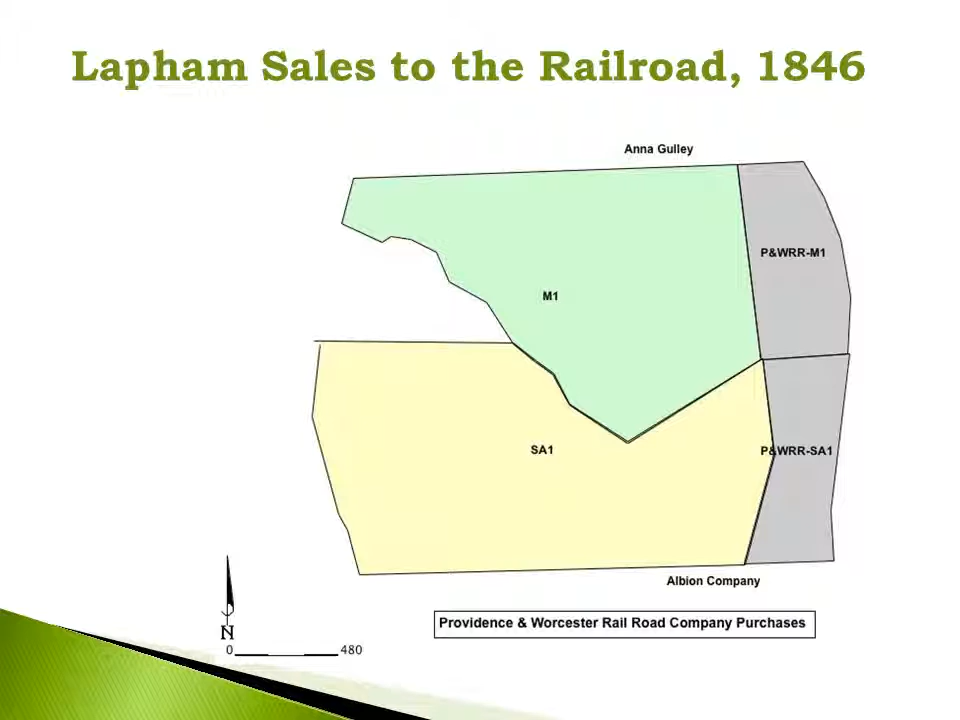 Lapham Sales to the Railroad, 1846
Anna Gulley
P&WRR-M1
M1
SA1
P&WRR-SA1
Albion Company
Providence & Worcester Rail Road Company Purchases
N
0 480